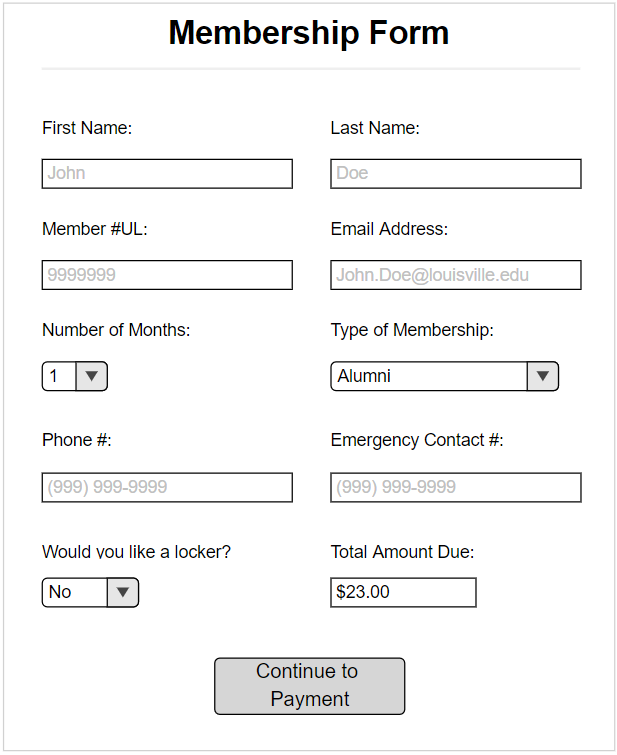 Membership Form
First Name:
Last Name:
John
Doe
Member #UL:
Email Address:
9999999
John.Doe@louisville.edu
Number of Months:
Type of Membership:
1
Alumni
Phone #:
Emergency Contact #:
(999) 999-9999
(999) 999-9999
Would you like a locker?
Total Amount Due:
No
$23.00
Continue to
Payment